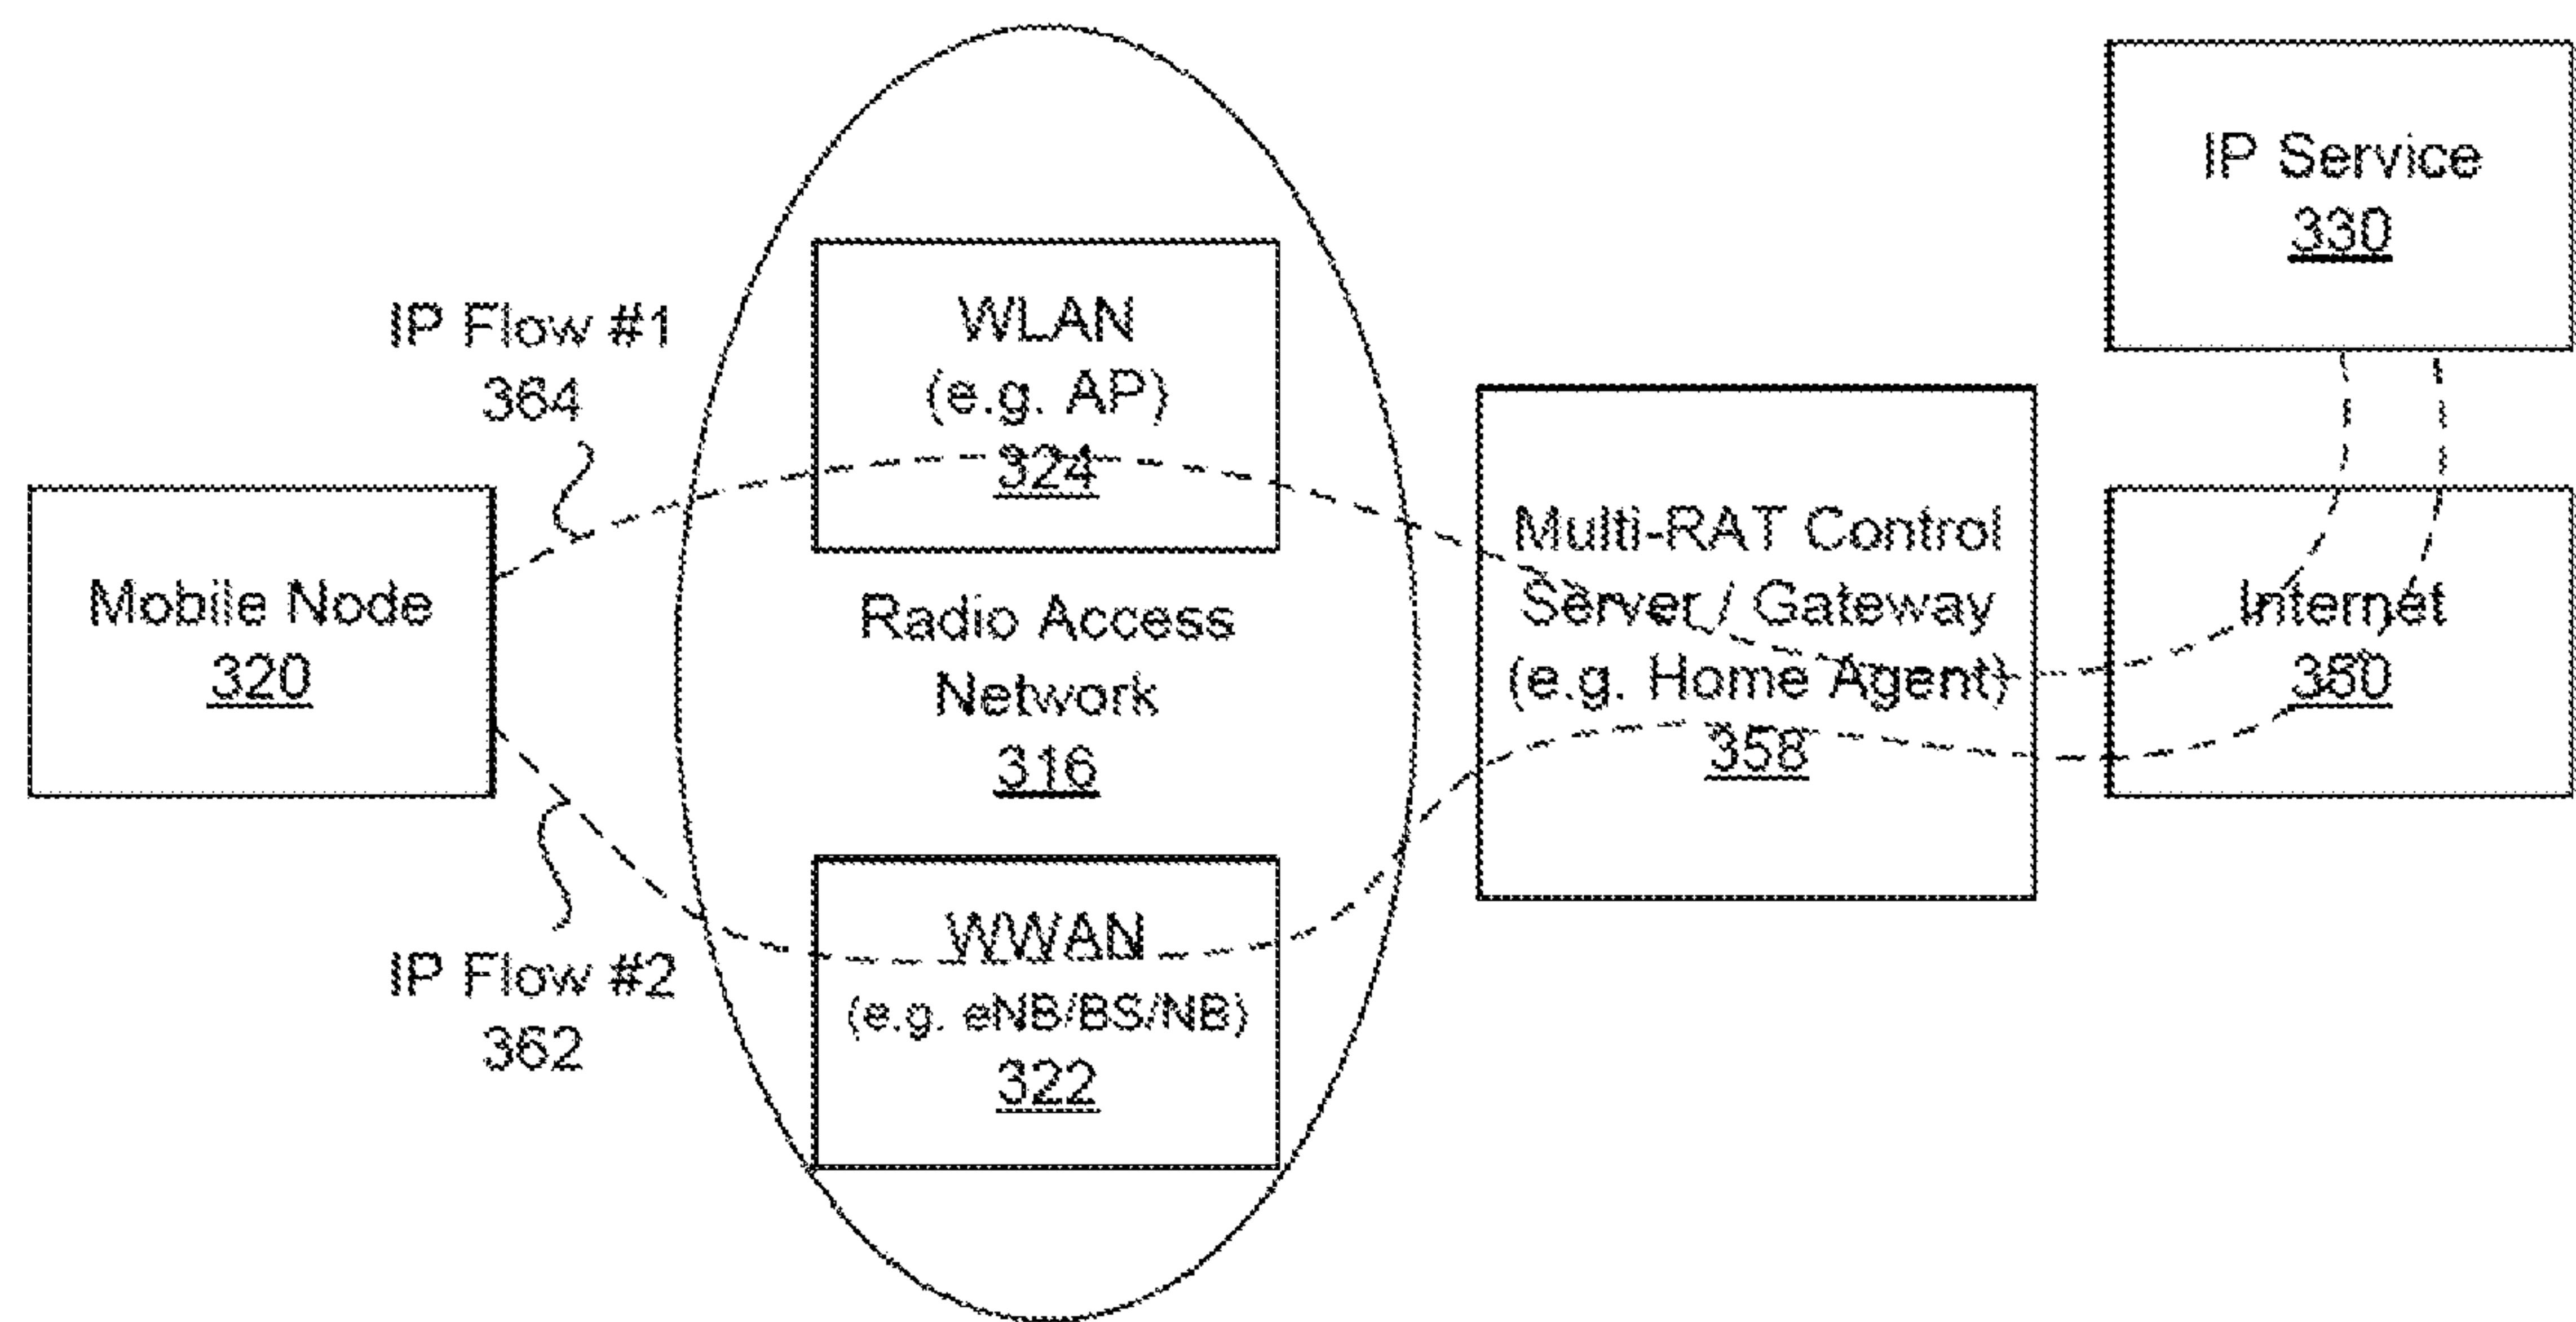 IP Service
330
IP Flow #1
364
WLAN
(e.g. AP)
324
Mobile Node
320
Radio Access
Network
316
Multi-RAT Control
Server / Gateway
(e.g. Home Agent)
358
Internet
350
IP Flow #2
362
WWAN
(e.g. eNB/BS/NB)
322